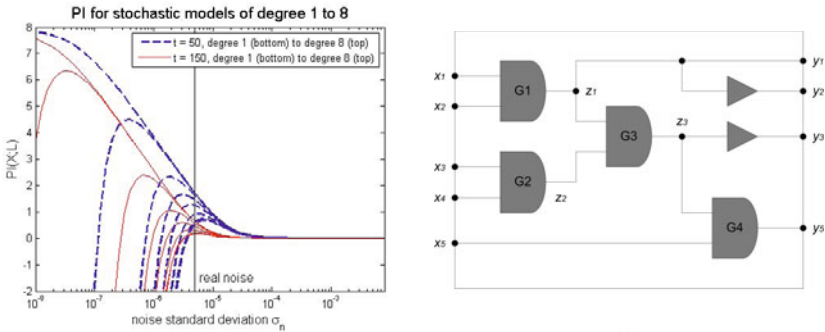 PI for stochastic models of degree 1 to 8
t = 50, degree 1 (bottom) to degree 8 (top)
t = 150, degree 1 (bottom) to degree 8 (top)
PI(X;L)
8
7
6
5
4
3
2
1
0
-1
-2
real noise
10⁻⁸ 10⁻⁷ 10⁻⁶ 10⁻⁵ 10⁻⁴ 10⁻³
noise standard deviation σₙ
x₁
x₂
x₃
x₄
x₅
G1
G2
G3
G4
z₁
z₂
z₃
y₁
y₂
y₃
y₅